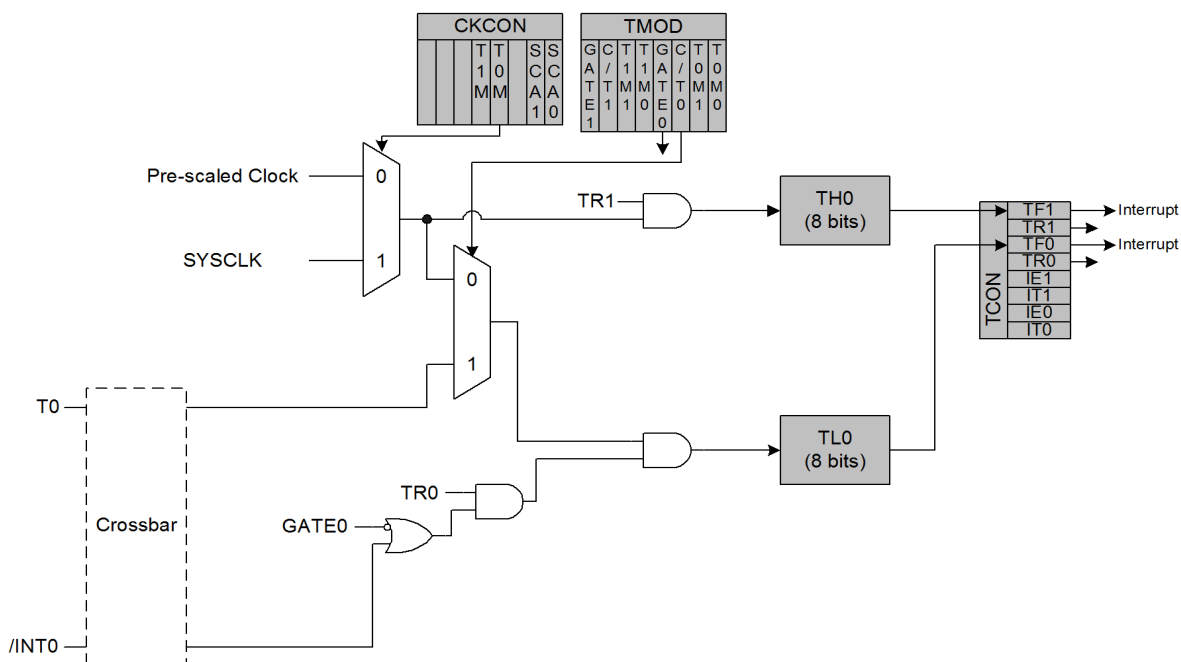 CKCON
T1M
T0M
SCA1
SCA0
TMOD
GATE1
C/T1
T1M1
T1M0
GATE0
C/T0
T0M1
T0M0
Pre-scaled Clock
0
SYSCLK
1
TR1
TH0
(8 bits)
TCON
TF1
TR1
TF0
TR0
IE1
IT1
IE0
IT0
Interrupt
Interrupt
0
1
T0
TL0
(8 bits)
TR0
GATE0
Crossbar
/INT0